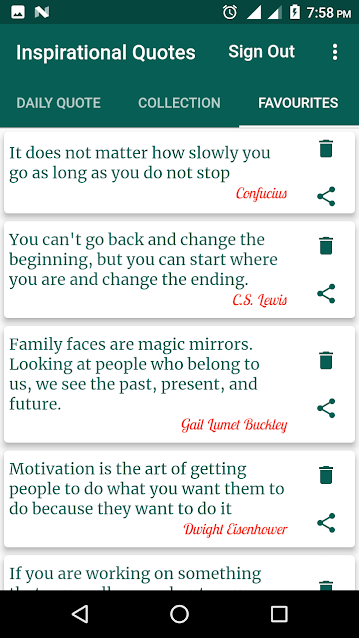 7:58 PM
Inspirational Quotes Sign Out
DAILY QUOTE COLLECTION FAVOURITES
It does not matter how slowly you
go as long as you do not stop
Confucius
You can't go back and change the
beginning, but you can start where
you are and change the ending.
C.S. Lewis
Family faces are magic mirrors.
Looking at people who belong to
us, we see the past, present, and
future.
Gail Lumet Buckley
Motivation is the art of getting
people to do what you want them to
do because they want to do it
Dwight Eisenhower
If you are working on something